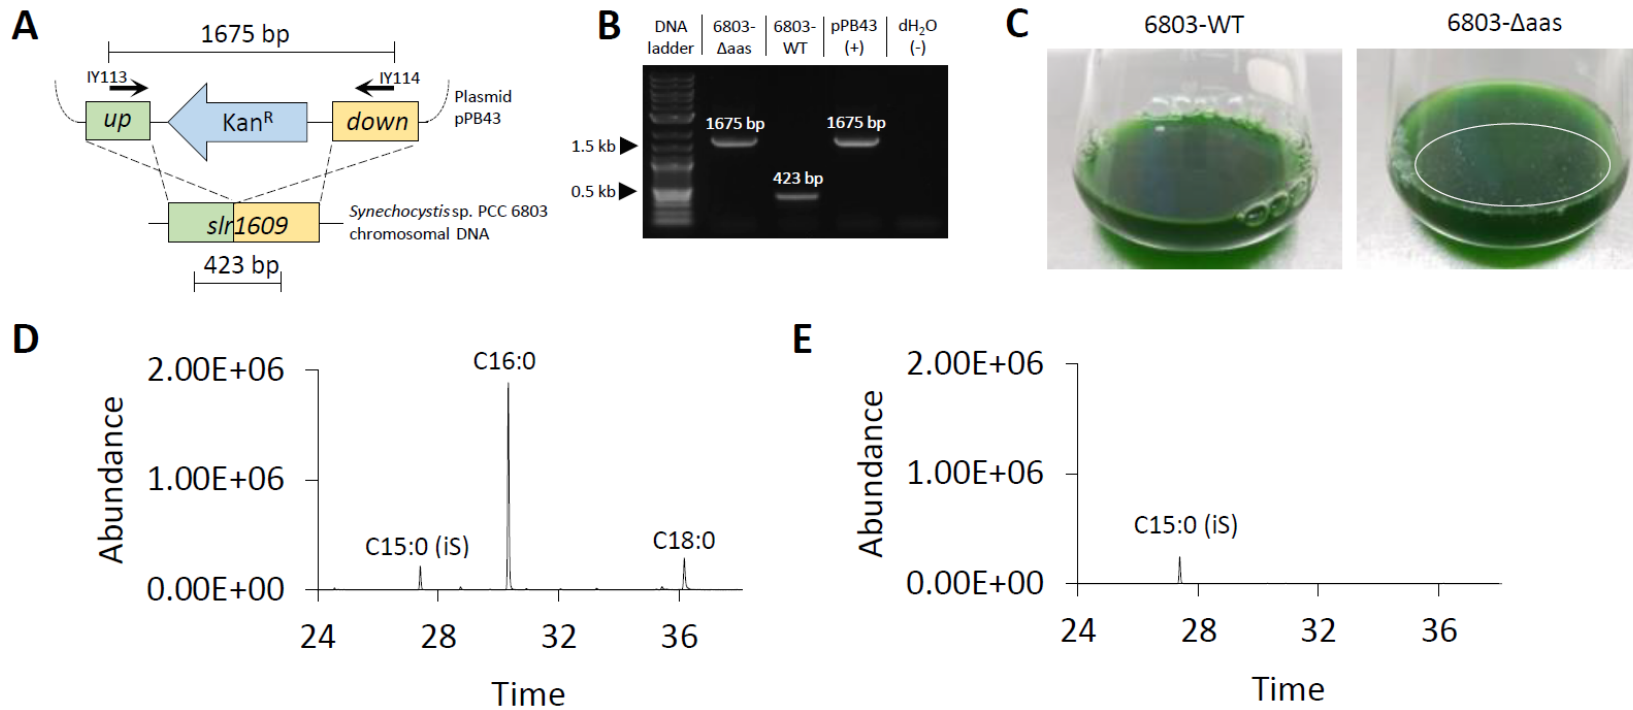 A
1675 bp
IY113
IY114
up
Kanᴿ
down
Plasmid
pPB43
slr1609
Synechocystis sp. PCC 6803
chromosomal DNA
423 bp
B
DNA
ladder
6803-
Δaas
6803-
WT
pPB43
(+)
dH₂O
(-)
1675 bp
1675 bp
1.5 kb
423 bp
0.5 kb
C
6803-WT
6803-Δaas
D
Abundance
2.00E+06
1.00E+06
0.00E+00
C16:0
C15:0 (iS)
C18:0
24
28
32
36
Time
E
Abundance
2.00E+06
1.00E+06
0.00E+00
C15:0 (iS)
24
28
32
36
Time